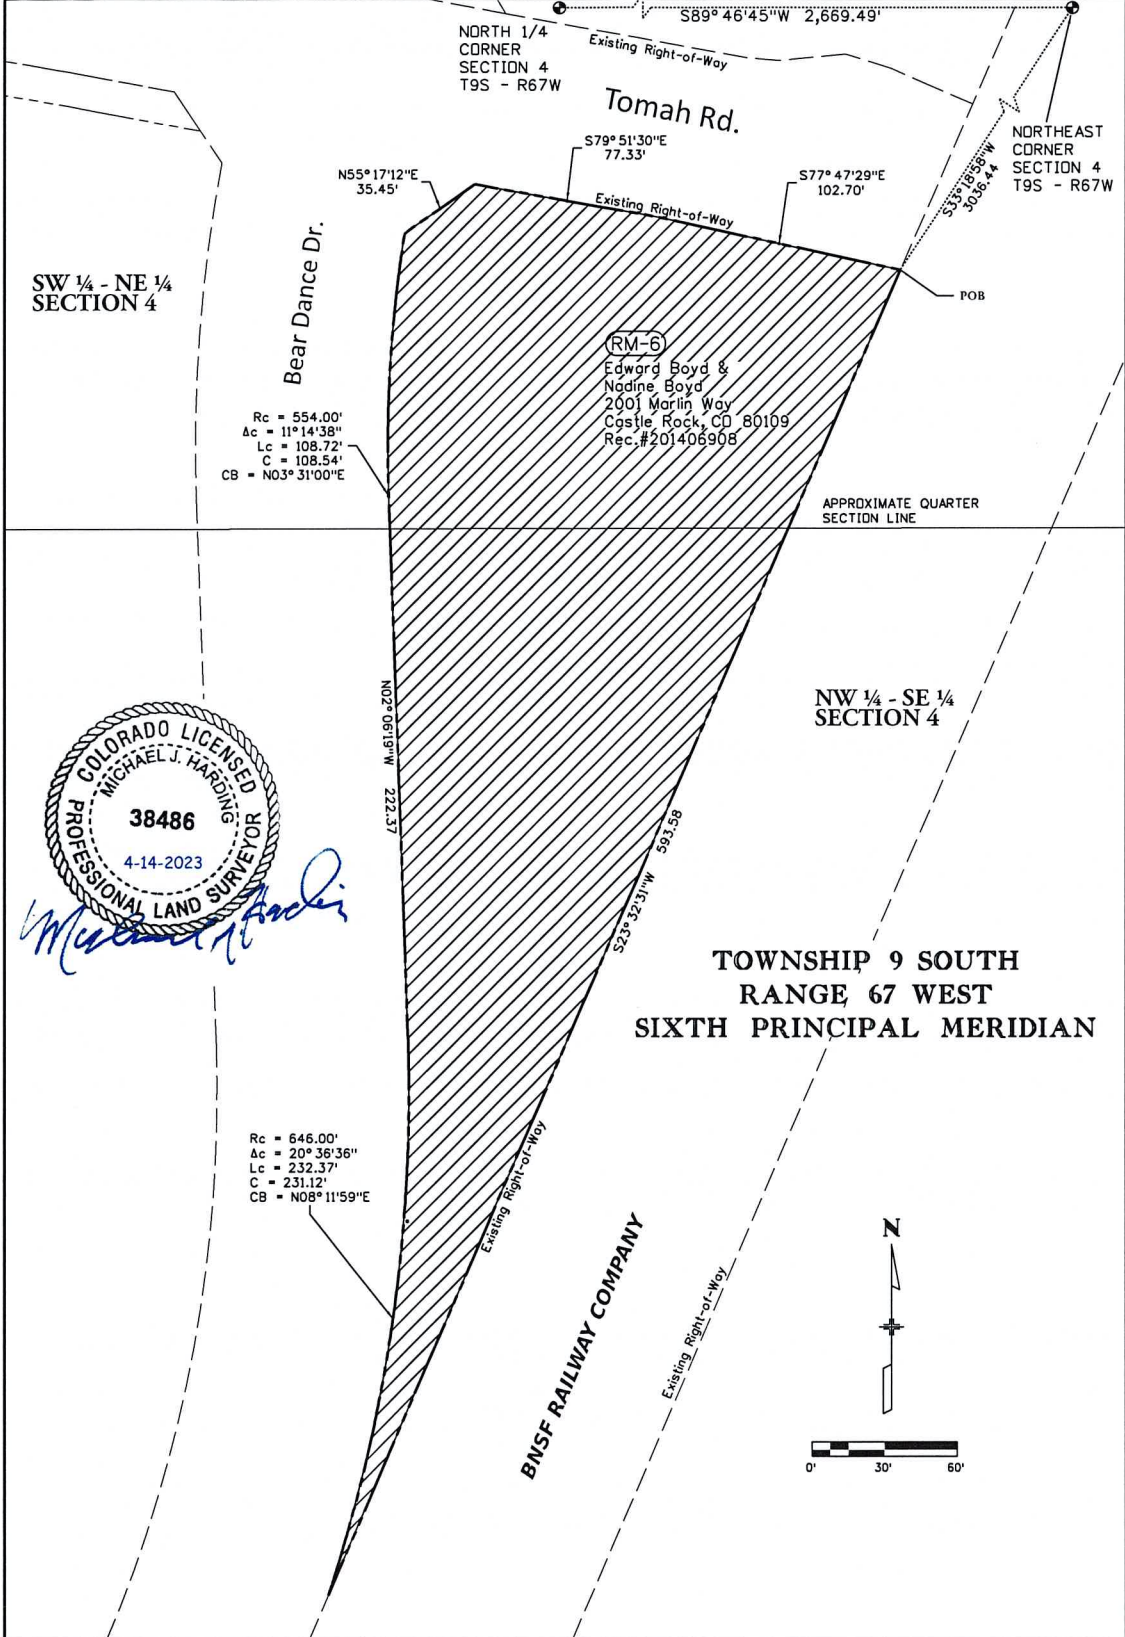 S89°46'45"W 2,669.49'
NORTH 1/4
CORNER
SECTION 4
T9S - R67W
Existing Right-of-Way
Tomah Rd.
NORTHEAST
CORNER
SECTION 4
T9S - R67W
S33°18'58"W
3036.44
S79°51'30"E
77.33'
N55°17'12"E
35.45'
S77°47'29"E
102.70'
Existing Right-of-Way
Bear Dance Dr.
SW ¼ - NE ¼
SECTION 4
POB
RM-6
Edward Boyd &
Nadine Boyd
2001 Marlin Way
Castle Rock, CO 80109
Rec.#201406908
Rc = 554.00'
Δc = 11°14'38"
Lc = 108.72'
C = 108.54'
CB = N03°31'00"E
APPROXIMATE QUARTER
SECTION LINE
N02°06'19"W 222.37
NW ¼ - SE ¼
SECTION 4
COLORADO LICENSED
MICHAEL J. HARDING
38486
4-14-2023
PROFESSIONAL LAND SURVEYOR
S23°32'31"W 593.58
TOWNSHIP 9 SOUTH
RANGE 67 WEST
SIXTH PRINCIPAL MERIDIAN
Rc = 646.00'
Δc = 20°36'36"
Lc = 232.37'
C = 231.12'
CB = N08°11'59"E
Existing Right-of-Way
BNSF RAILWAY COMPANY
Existing Right-of-Way
N
0' 30' 60'